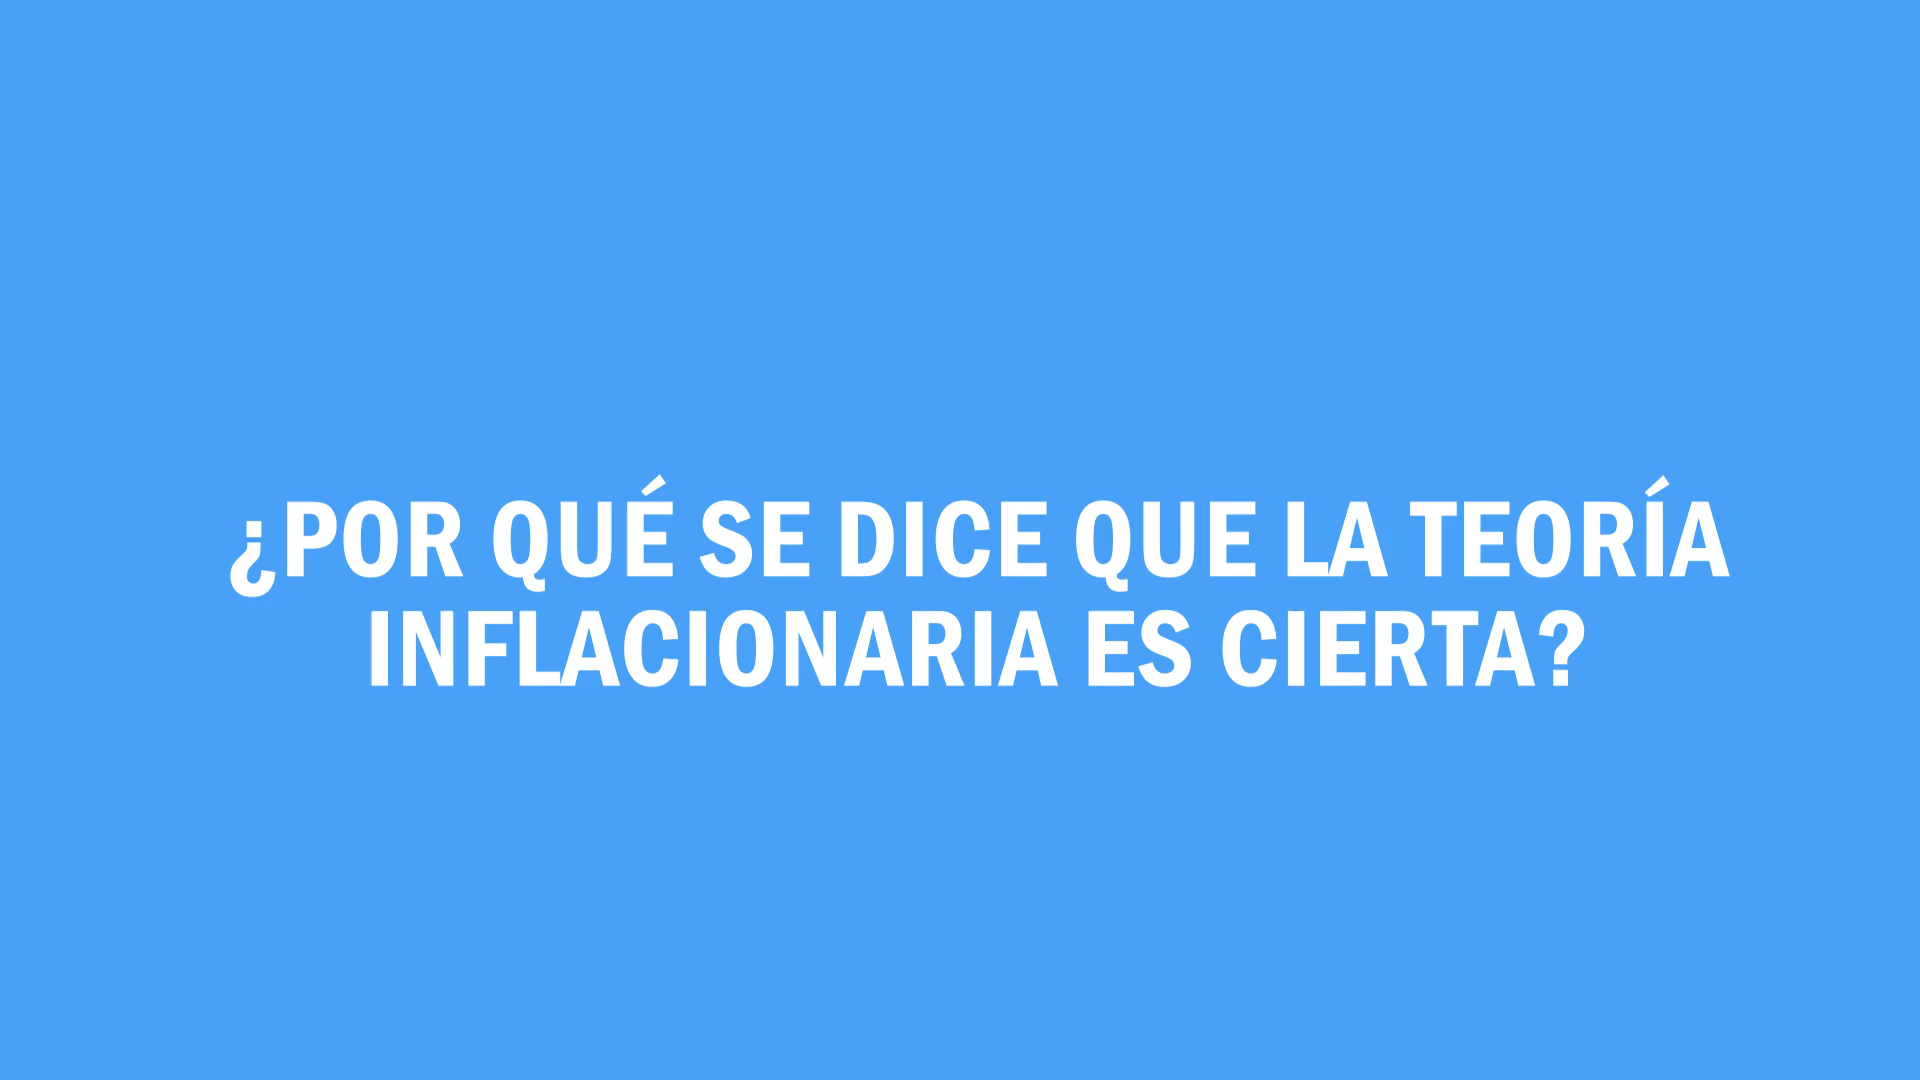 ¿POR QUÉ SE DICE QUE LA TEORÍA
INFLACIONARIA ES CIERTA?